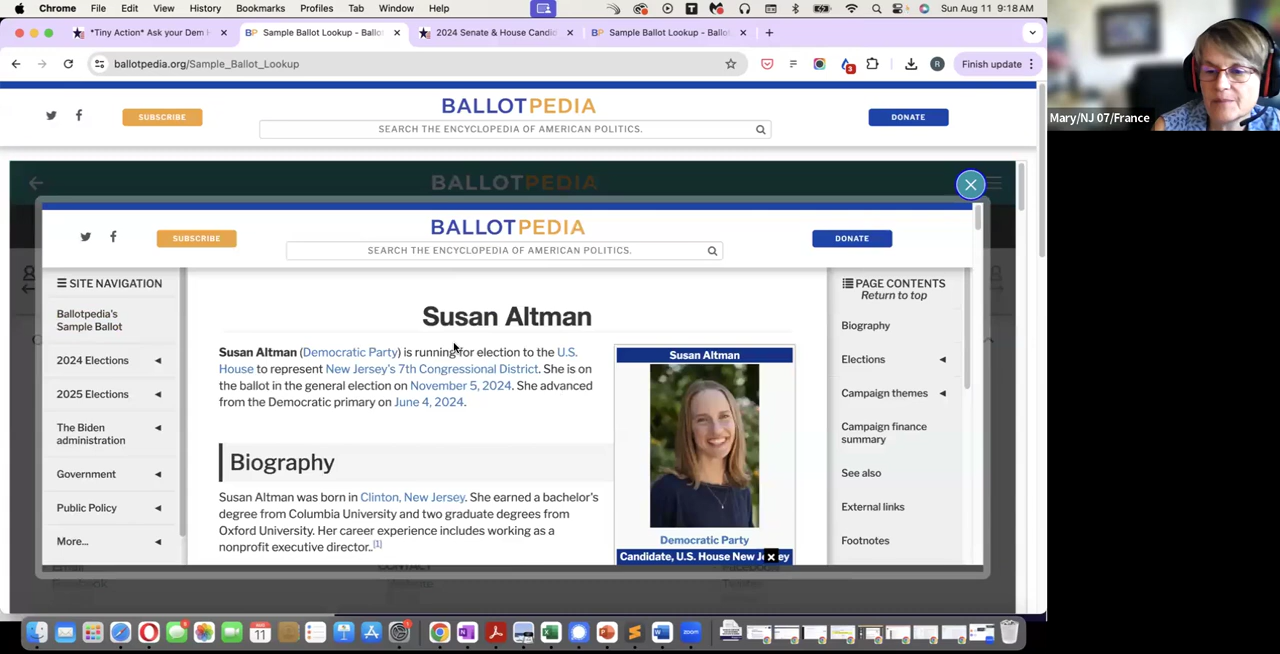 Chrome File Edit View History Bookmarks Profiles Tab Window Help Sun Aug 11 9:18 AM
*Tiny Action* Ask your Dem H Sample Ballot Lookup - Ballo 2024 Senate & House Candid Sample Ballot Lookup - Ballot
ballotpedia.org/Sample_Ballot_Lookup 3 R Finish update
Mary/NJ 07/France
SUBSCRIBE BALLOTPEDIA DONATE
SEARCH THE ENCYCLOPEDIA OF AMERICAN POLITICS.
BALLOTPEDIA
SUBSCRIBE BALLOTPEDIA DONATE
SEARCH THE ENCYCLOPEDIA OF AMERICAN POLITICS.
SITE NAVIGATION
Ballotpedia's
Sample Ballot
2024 Elections
2025 Elections
The Biden
administration
Government
Public Policy
More...
Susan Altman
Susan Altman (Democratic Party) is running for election to the U.S.
House to represent New Jersey's 7th Congressional District. She is on
the ballot in the general election on November 5, 2024. She advanced
from the Democratic primary on June 4, 2024.
Biography
Susan Altman was born in Clinton, New Jersey. She earned a bachelor's
degree from Columbia University and two graduate degrees from
Oxford University. Her career experience includes working as a
nonprofit executive director..[1]
Susan Altman
Democratic Party
Candidate, U.S. House New Jersey
PAGE CONTENTS
Return to top
Biography
Elections
Campaign themes
Campaign finance
summary
See also
External links
Footnotes
CONTACT
AUG
11
zoom